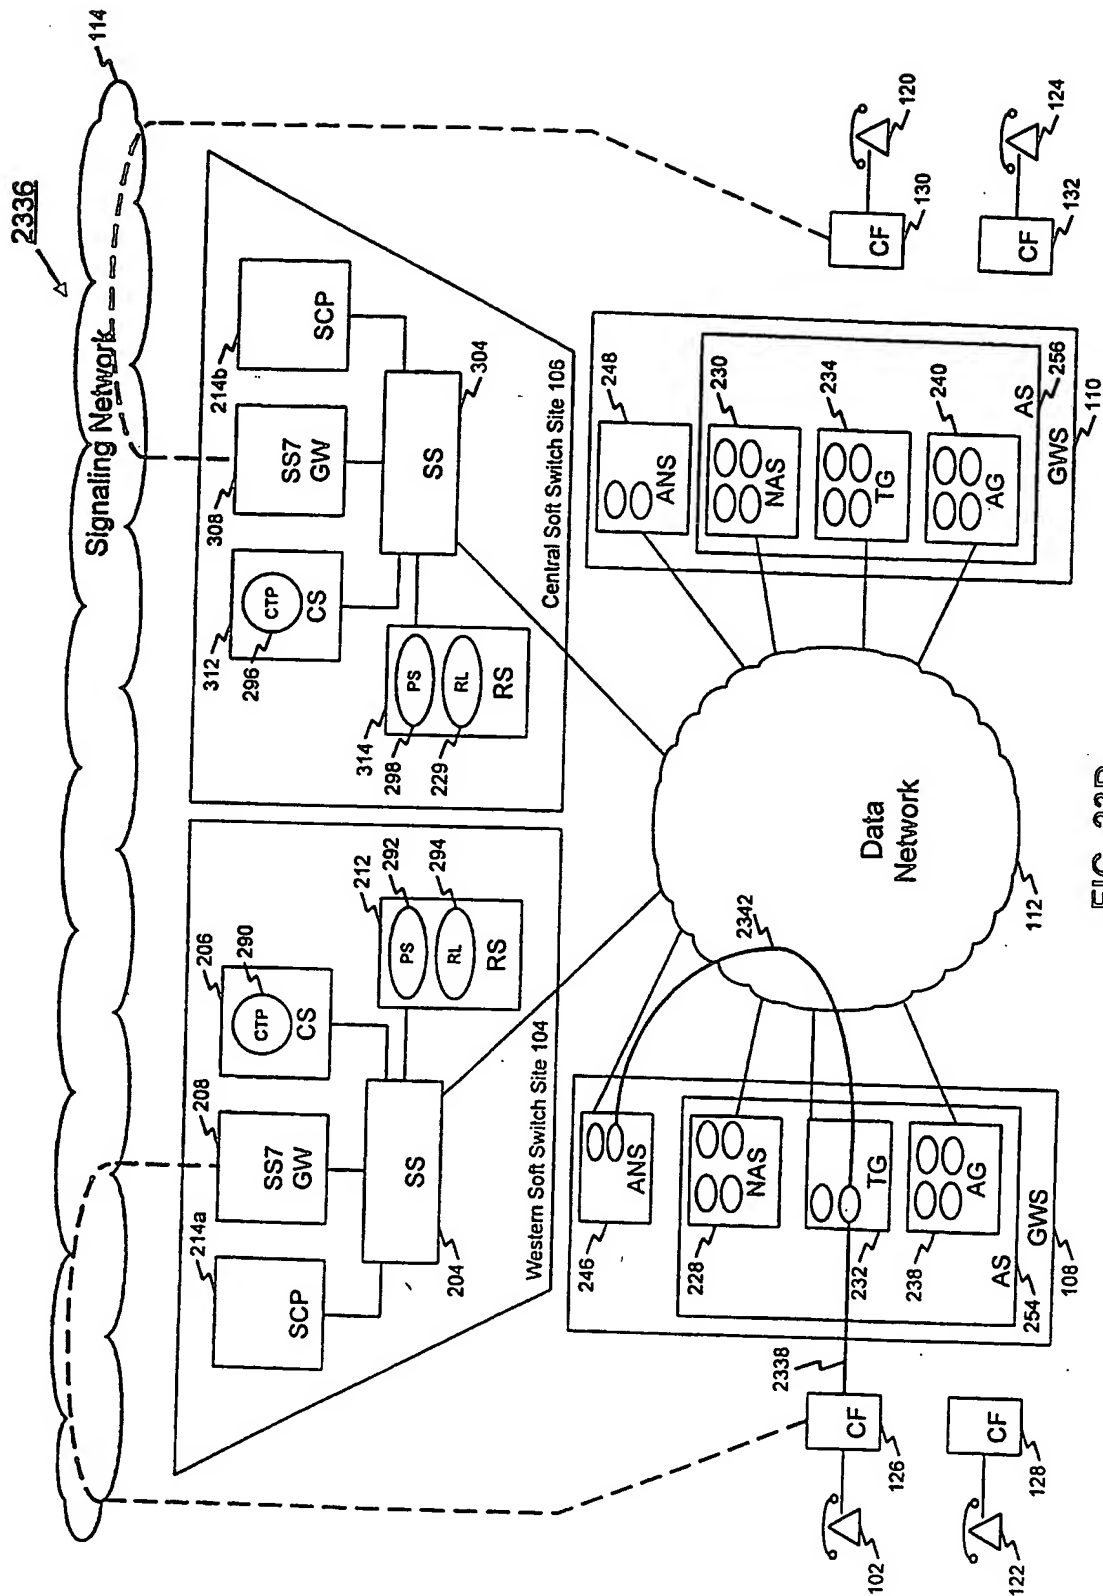 2336
114
Signaling Network
214a
208
206
290
212
292
294
SCP
SS7
GW
CTP
CS
PS
RL
RS
SS
204
Western Soft Switch Site 104
312
296
308
214b
314
298
229
CTP
CS
SS7
GW
SCP
PS
RL
RS
SS
304
Central Soft Switch Site 106
102
CF
126
122
CF
128
2338
246
ANS
228
NAS
232
TG
238
AG
AS
254
GWS
108
2342
Data
Network
112
248
ANS
230
NAS
234
TG
240
AG
AS
256
GWS
110
CF
130
120
CF
132
124
FIG.